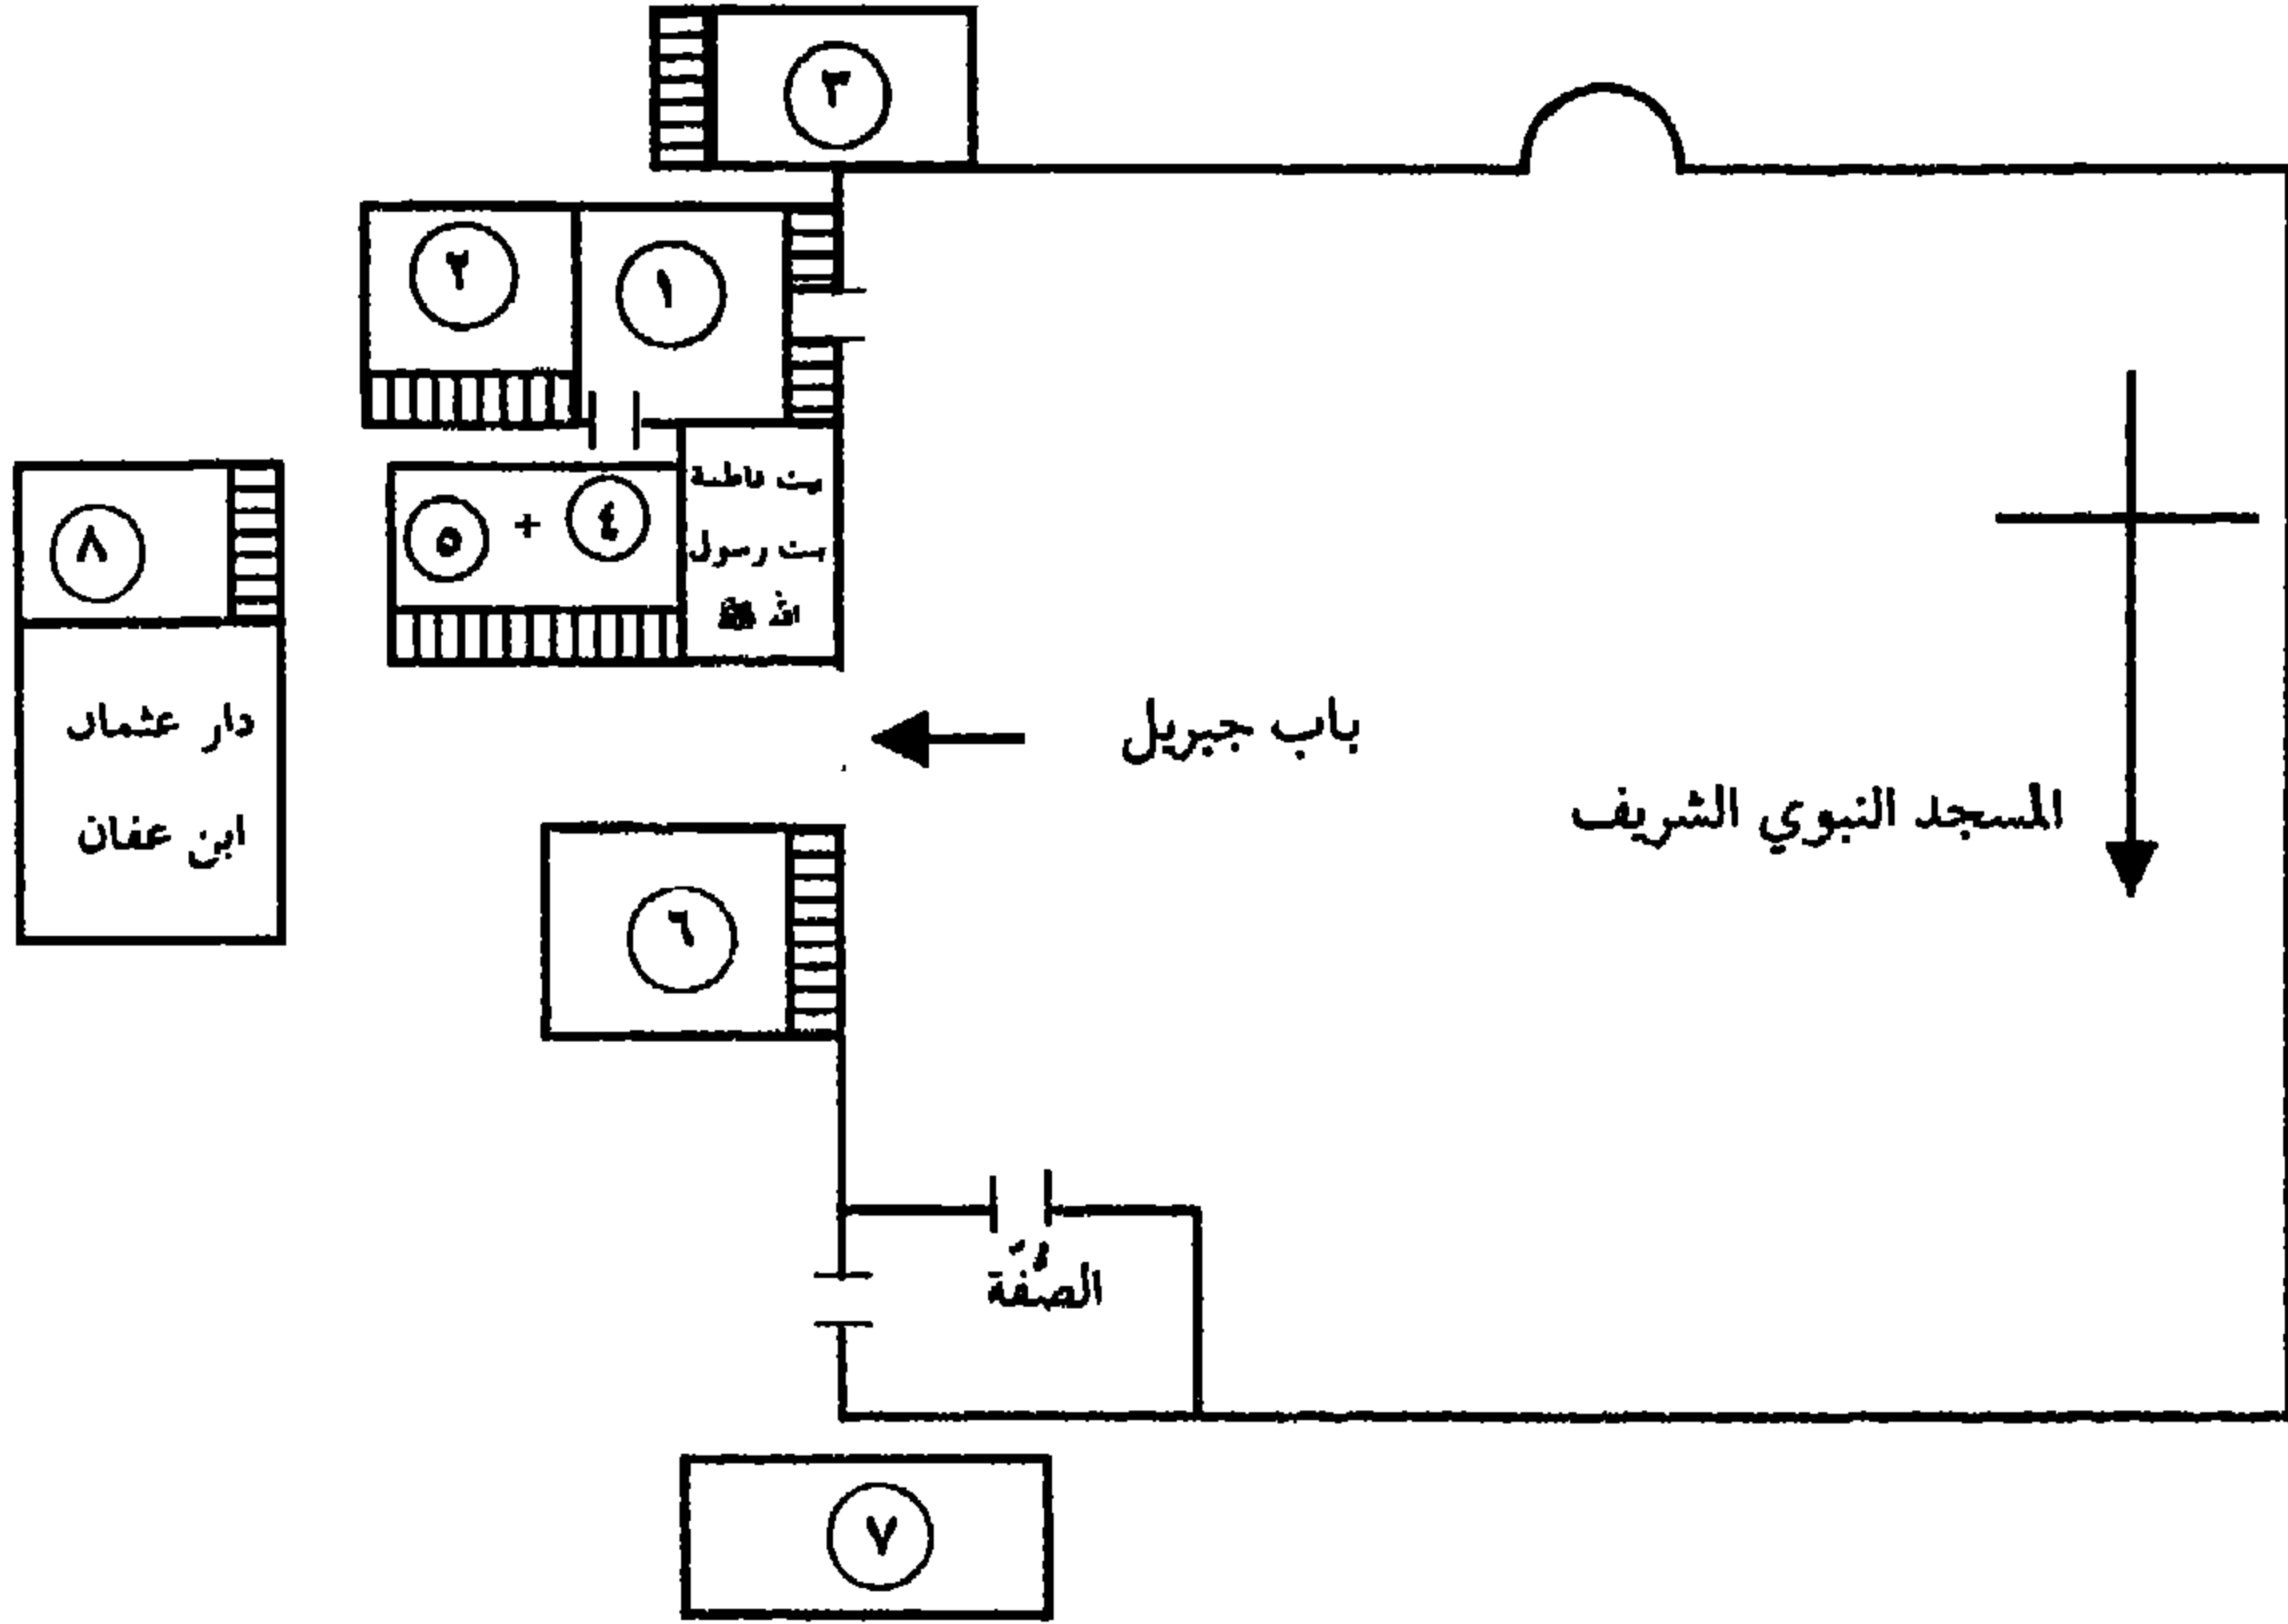 ٣
٢
١
بيت فاطمة
بنت رسول
الله ﷺ
٤ + ٥
٨
دار عثمان
ابن عفان
باب جبريل
المسجد النبوي الشريف
٦
الصُّفَّة
٧